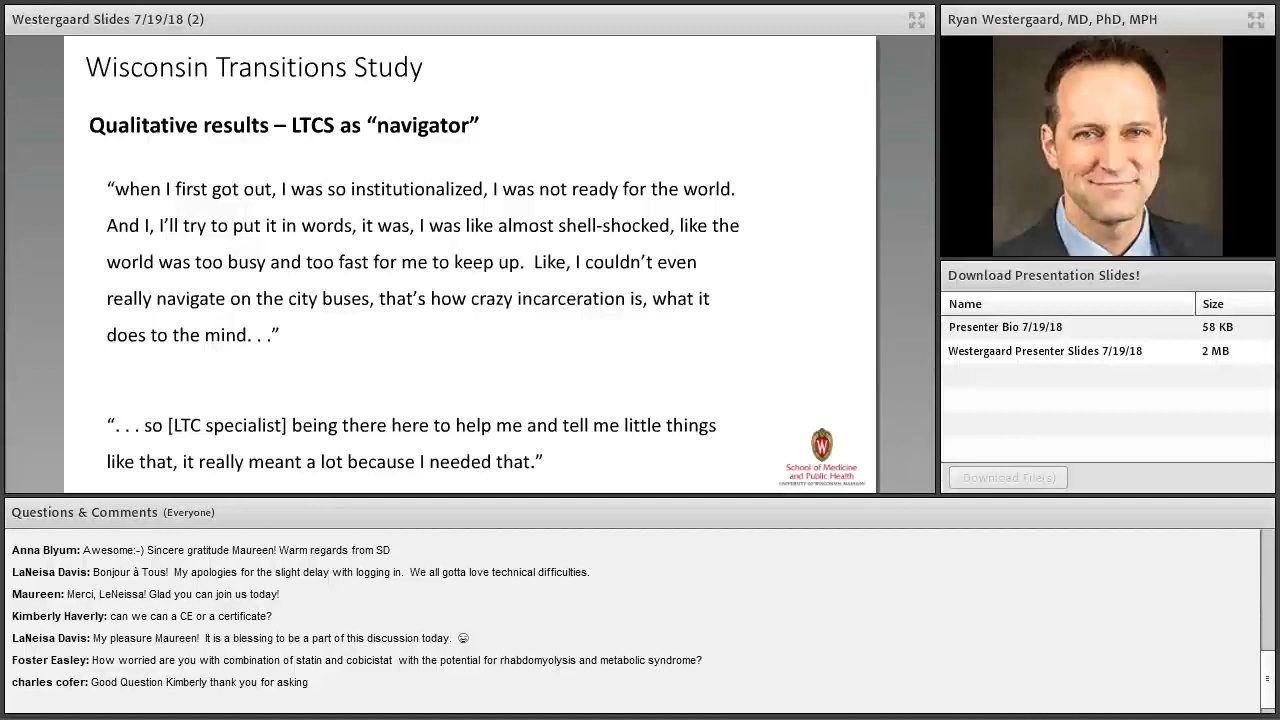 Westergaard Slides 7/19/18 (2)
Wisconsin Transitions Study
Qualitative results – LTCS as “navigator”
“when I first got out, I was so institutionalized, I was not ready for the world.
And I, I’ll try to put it in words, it was, I was like almost shell-shocked, like the
world was too busy and too fast for me to keep up.  Like, I couldn’t even
really navigate on the city buses, that’s how crazy incarceration is, what it
does to the mind. . .”
“. . . so [LTC specialist] being there here to help me and tell me little things
like that, it really meant a lot because I needed that.”
W
School of Medicine
and Public Health
UNIVERSITY OF WISCONSIN-MADISON
Ryan Westergaard, MD, PhD, MPH
Download Presentation Slides!
Name Size
Presenter Bio 7/19/18 58 KB
Westergaard Presenter Slides 7/19/18 2 MB
Download File(s)
Questions & Comments (Everyone)
Anna Blyum: Awesome:-) Sincere gratitude Maureen! Warm regards from SD
LaNeisa Davis: Bonjour à Tous!  My apologies for the slight delay with logging in.  We all gotta love technical difficulties.
Maureen: Merci, LeNeissa! Glad you can join us today!
Kimberly Haverly: can we can a CE or a certificate?
LaNeisa Davis: My pleasure Maureen!  It is a blessing to be a part of this discussion today.
Foster Easley: How worried are you with combination of statin and cobicistat  with the potential for rhabdomyolysis and metabolic syndrome?
charles cofer: Good Question Kimberly thank you for asking